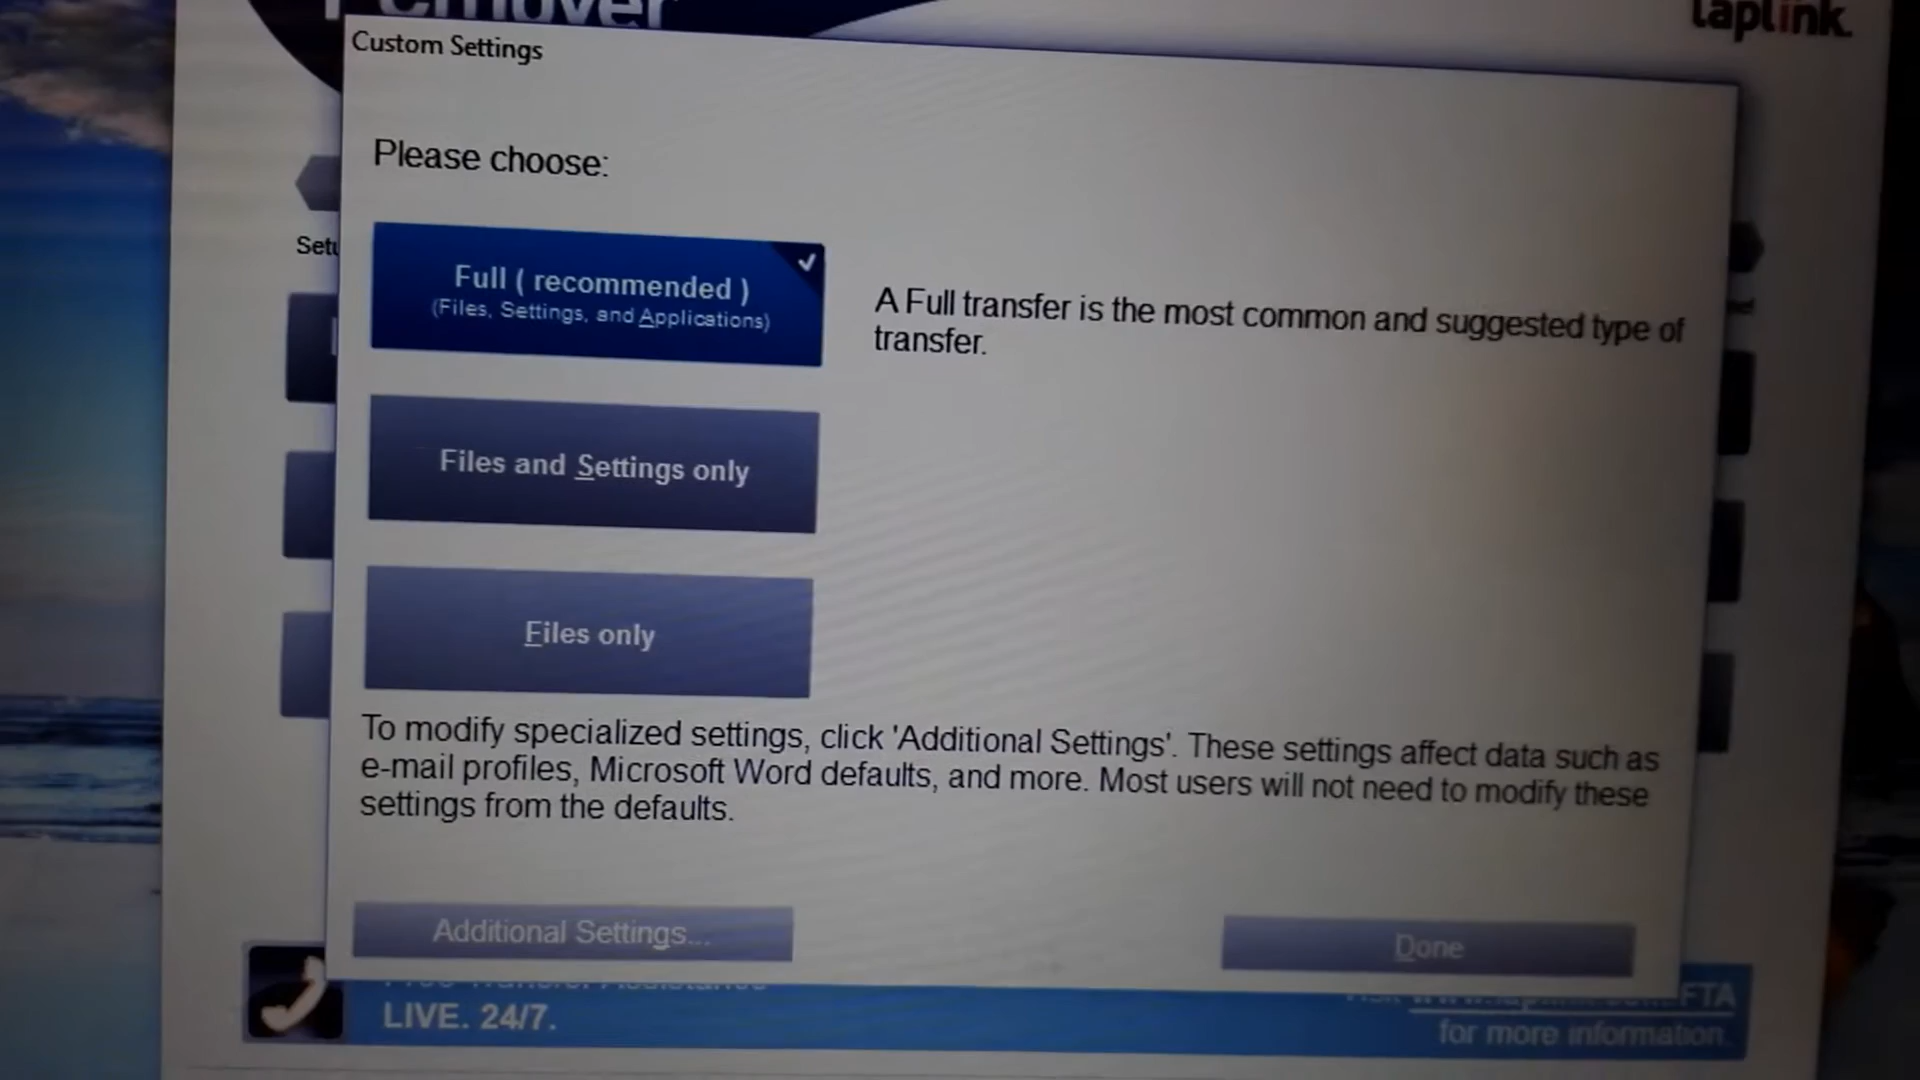 PCmover
laplink.
Custom Settings
Please choose:
Full ( recommended )
(Files, Settings, and Applications)
A Full transfer is the most common and suggested type of
transfer.
Files and Settings only
Files only
To modify specialized settings, click 'Additional Settings'. These settings affect data such as
e-mail profiles, Microsoft Word defaults, and more. Most users will not need to modify these
settings from the defaults.
Additional Settings...
Done
LIVE. 24/7.
FTA
for more information.